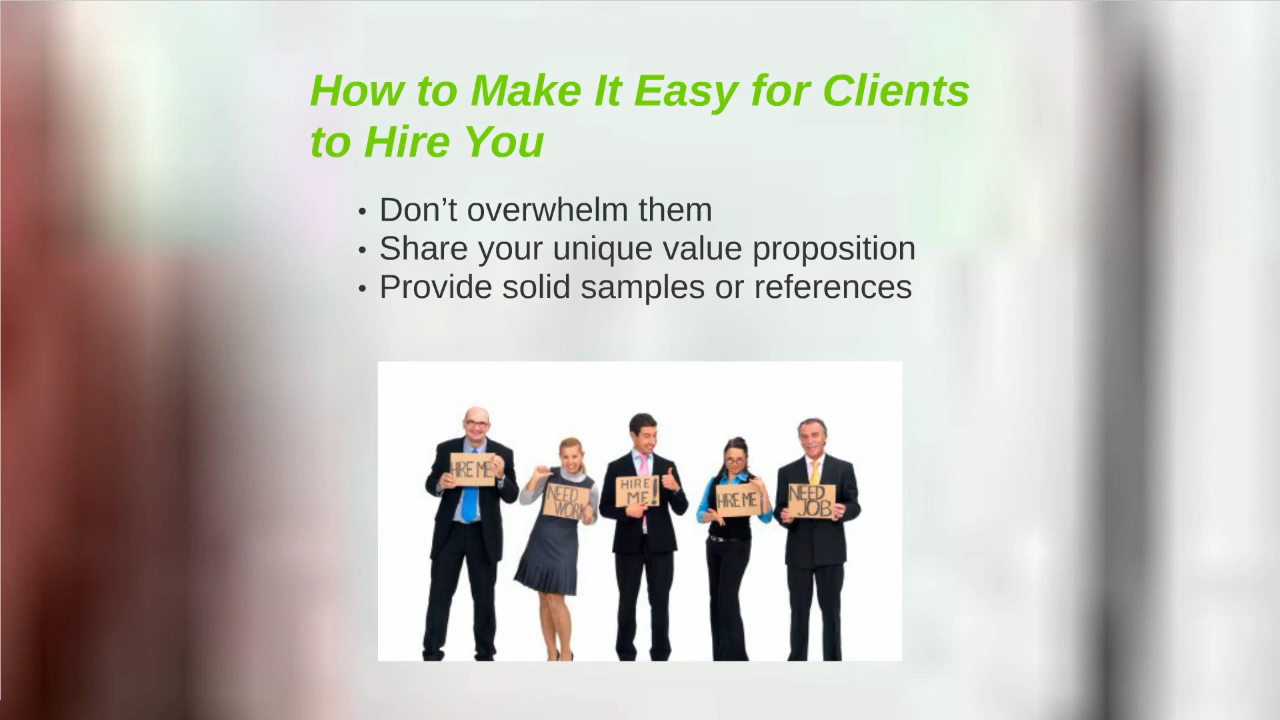 How to Make It Easy for Clients
to Hire You
• Don’t overwhelm them
• Share your unique value proposition
• Provide solid samples or references
HIRE ME
NEED
WORK
HIRE
ME!
HIRE ME!
NEED
JOB